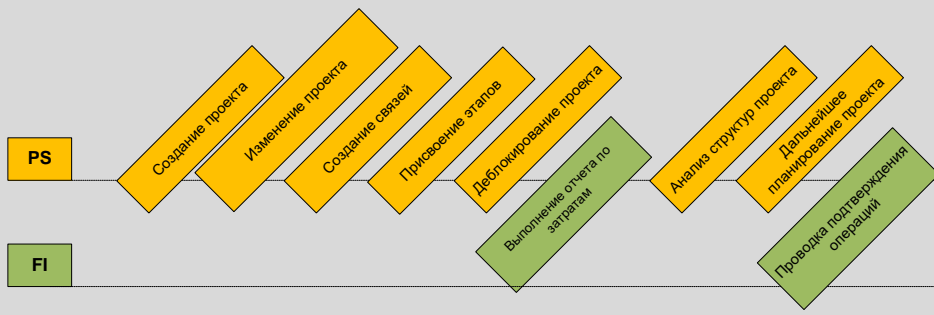 PS
Создание проекта
Изменение проекта
Создание связей
Присвоение этапов
Деблокирование проекта
Анализ структур проекта
Дальнейшее
планирование проекта
FI
Выполнение отчета по
затратам
Проводка подтверждения
операций